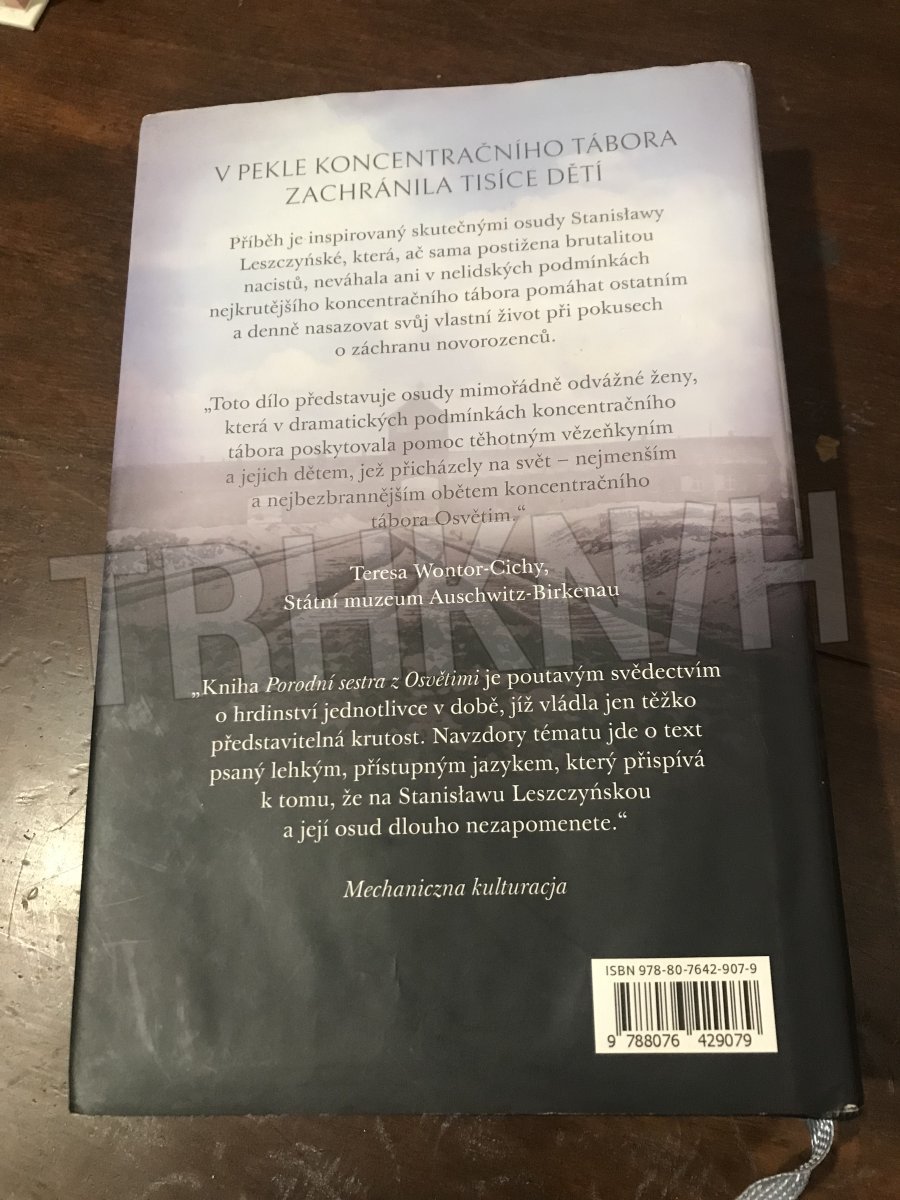 V PEKLE KONCENTRAČNÍHO TÁBORA
ZACHRÁNILA TISÍCE DĚTÍ
Příběh je inspirovaný skutečnými osudy Stanisławy
Leszczyńské, která, ač sama postižena brutalitou
nacistů, neváhala ani v nelidských podmínkách
nejkrutějšího koncentračního tábora pomáhat ostatním
a denně nasazovat svůj vlastní život při pokusech
o záchranu novorozenců.
„Toto dílo představuje osudy mimořádně odvážné ženy,
která v dramatických podmínkách koncentračního
tábora poskytovala pomoc těhotným vězeňkyním
a jejich dětem, jež přicházely na svět – nejmenším
a nejbezbrannějším obětem koncentračního
tábora Osvětim.“
TRHKNI/H
Teresa Wontor-Cichy,
Státní muzeum Auschwitz-Birkenau
„Kniha Porodní sestra z Osvětimi je poutavým svědectvím
o hrdinství jednotlivce v době, jíž vládla jen těžko
představitelná krutost. Navzdory tématu jde o text
psaný lehkým, přístupným jazykem, který přispívá
k tomu, že na Stanisławu Leszczyńskou
a její osud dlouho nezapomenete.“
Mechaniczna kulturacja
ISBN 978-80-7642-907-9
9 788076 429079